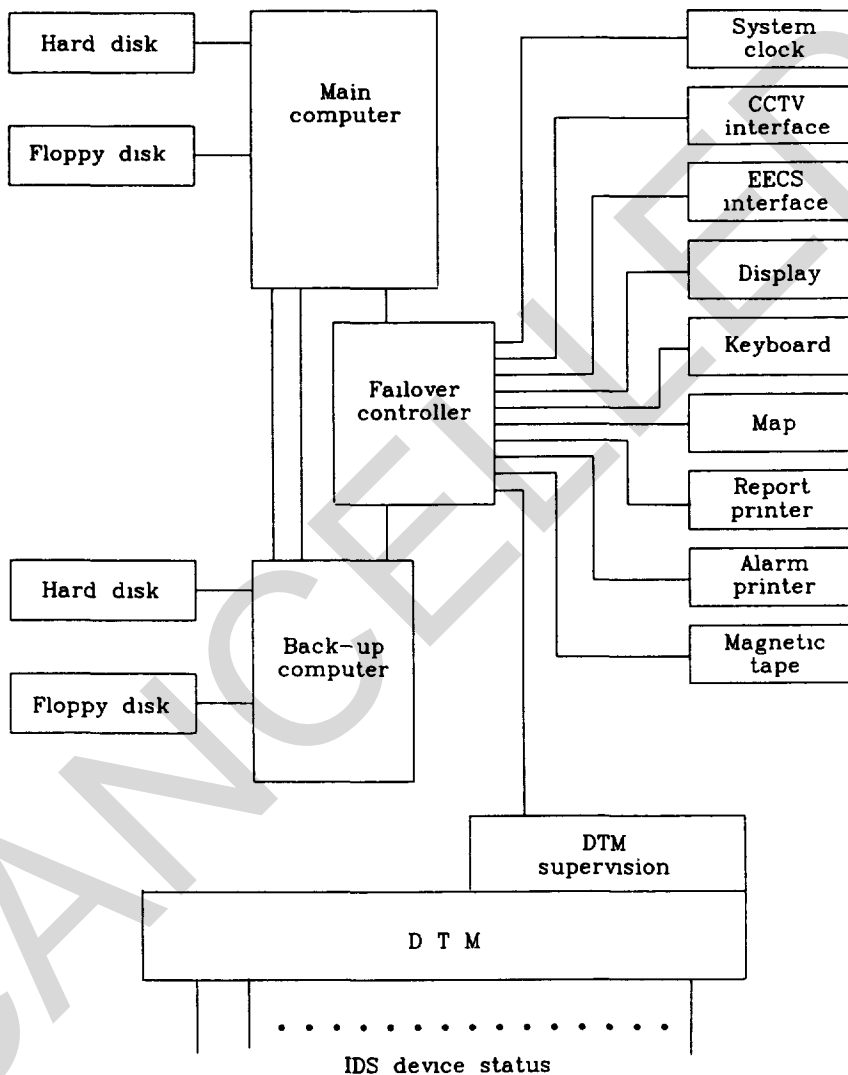 Hard disk
Floppy disk
Main
computer
System
clock
CCTV
interface
EECS
interface
Display
Keyboard
Map
Report
printer
Alarm
printer
Magnetic
tape
Failover
controller
Hard disk
Floppy disk
Back-up
computer
DTM
supervision
D T M
IDS device status
CANCELLED